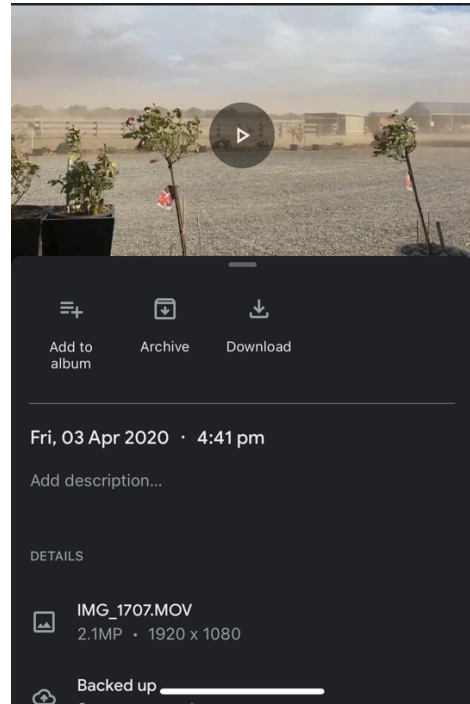 Add to
album
Archive
Download
Fri, 03 Apr 2020 · 4:41 pm
Add description...
DETAILS
IMG_1707.MOV
2.1MP · 1920 x 1080
Backed up